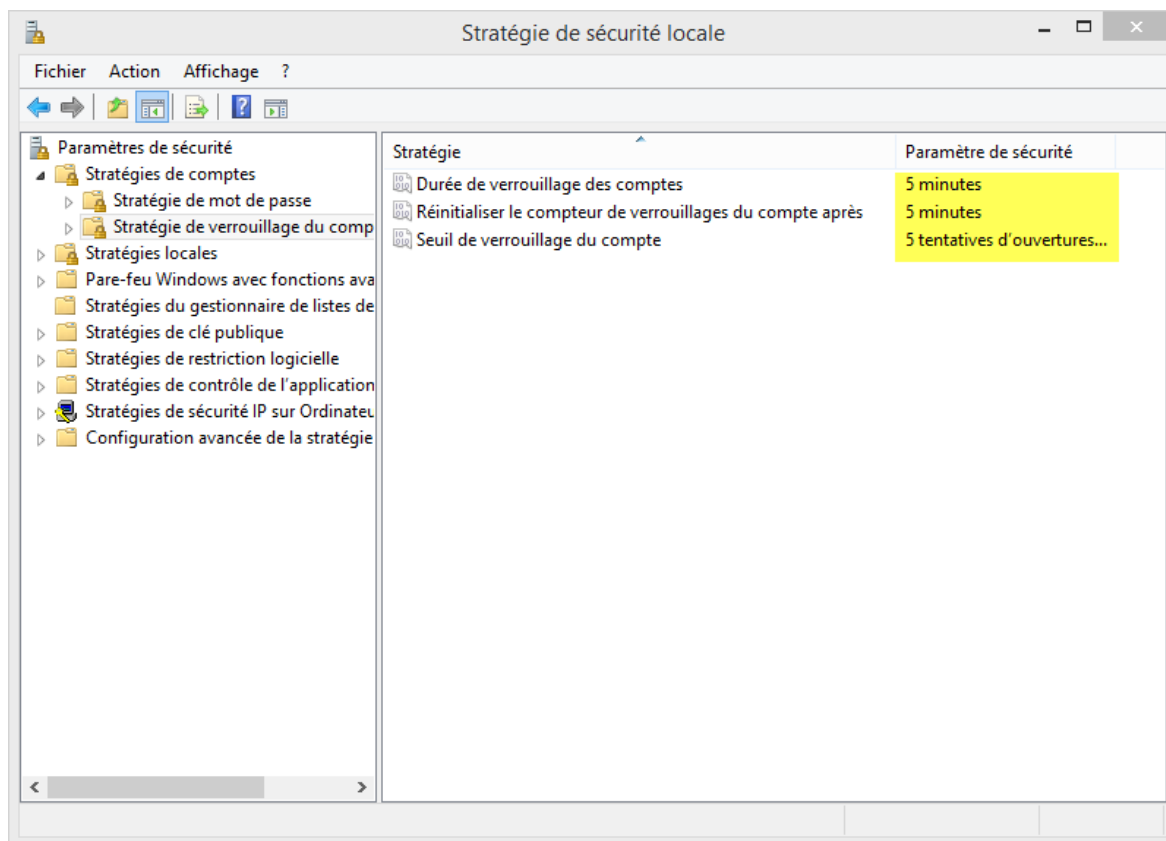 Stratégie de sécurité locale
Fichier Action Affichage ?
Paramètres de sécurité
Stratégies de comptes
Stratégie de mot de passe
Stratégie de verrouillage du comp
Stratégies locales
Pare-feu Windows avec fonctions ava
Stratégies du gestionnaire de listes de
Stratégies de clé publique
Stratégies de restriction logicielle
Stratégies de contrôle de l'application
Stratégies de sécurité IP sur Ordinateu
Configuration avancée de la stratégie
Stratégie Paramètre de sécurité
Durée de verrouillage des comptes 5 minutes
Réinitialiser le compteur de verrouillages du compte après 5 minutes
Seuil de verrouillage du compte 5 tentatives d'ouvertures...